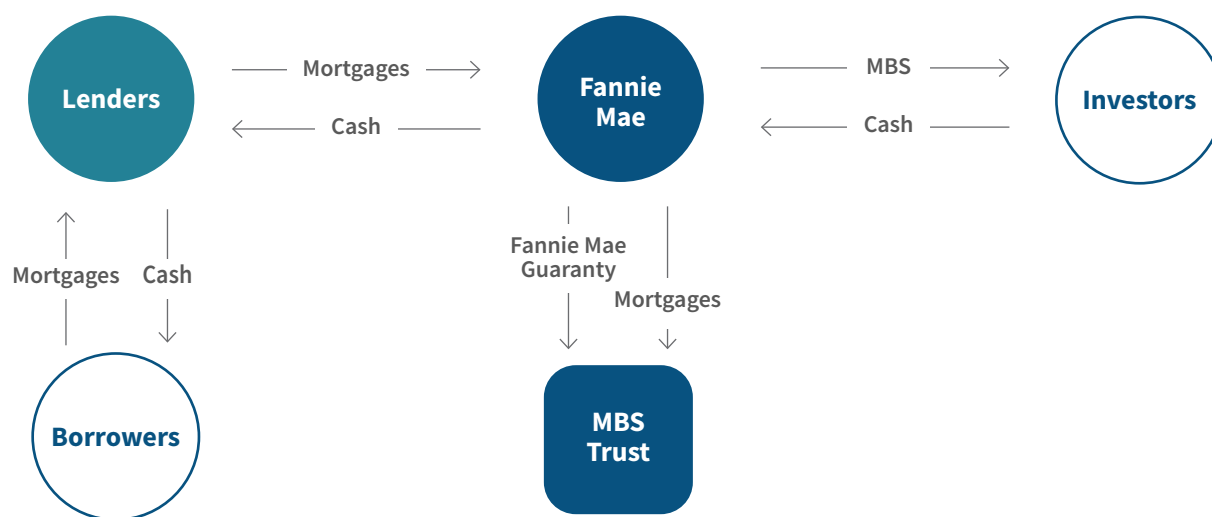 Lenders
Mortgages
Cash
Fannie
Mae
MBS
Cash
Investors
Mortgages
Cash
Fannie Mae
Guaranty
Mortgages
Borrowers
MBS
Trust